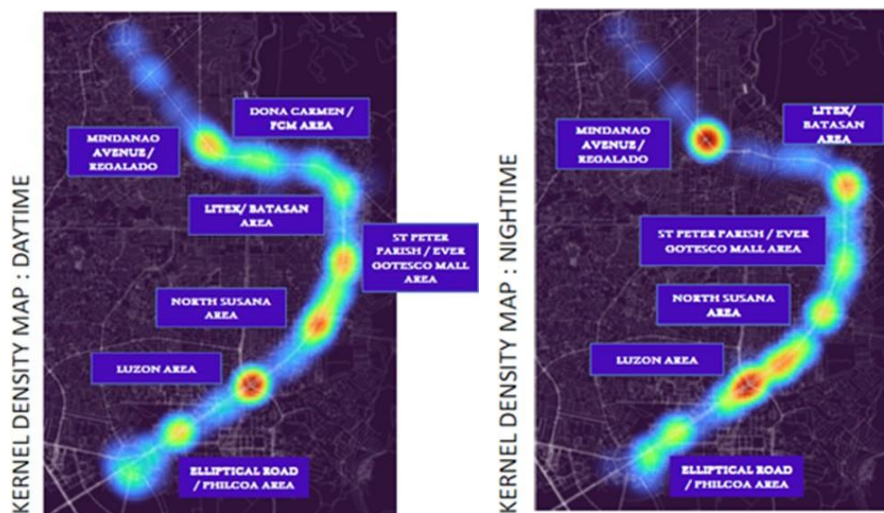 KERNEL DENSITY MAP : DAYTIME
DONA CARMEN /
FCM AREA
MINDANAO
AVENUE /
REGALADO
LITEX/ BATASAN
AREA
ST PETER
PARISH / EVER
GOTESCO MALL
AREA
NORTH SUSANA
AREA
LUZON AREA
ELLIPTICAL ROAD
/ PHILCOA AREA
KERNEL DENSITY MAP : NIGHTIME
LITEX/
BATASAN
AREA
MINDANAO
AVENUE /
REGALADO
ST PETER PARISH / EVER
GOTESCO MALL AREA
NORTH SUSANA
AREA
LUZON AREA
ELLIPTICAL ROAD
/ PHILCOA AREA